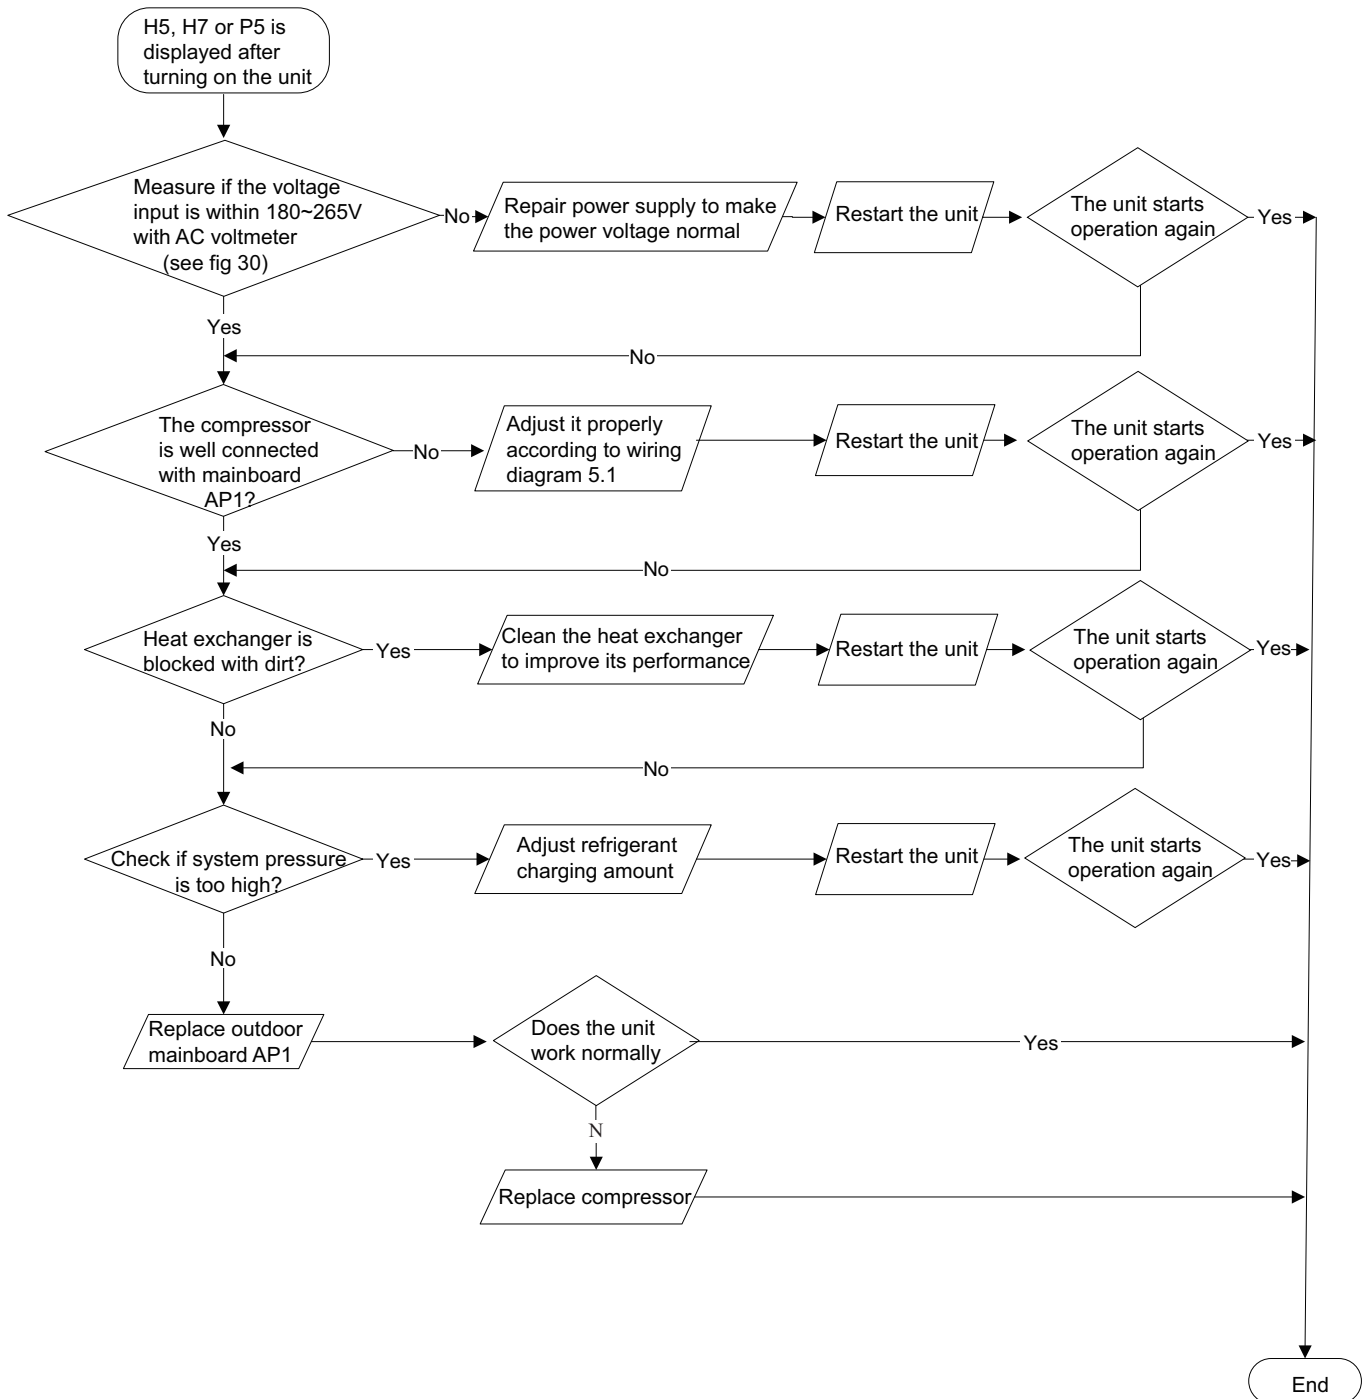 H5, H7 or P5 is
displayed after
turning on the unit
Measure if the voltage
input is within 180~265V
with AC voltmeter
(see fig 30)
No
Repair power supply to make
the power voltage normal
Restart the unit
The unit starts
operation again
Yes
Yes
No
The compressor
is well connected
with mainboard
AP1?
No
Adjust it properly
according to wiring
diagram 5.1
Restart the unit
The unit starts
operation again
Yes
Yes
No
Heat exchanger is
blocked with dirt?
Yes
Clean the heat exchanger
to improve its performance
Restart the unit
The unit starts
operation again
Yes
No
No
Check if system pressure
is too high?
Yes
Adjust refrigerant
charging amount
Restart the unit
The unit starts
operation again
Yes
No
Replace outdoor
mainboard AP1
Does the unit
work normally
Yes
N
Replace compressor
End